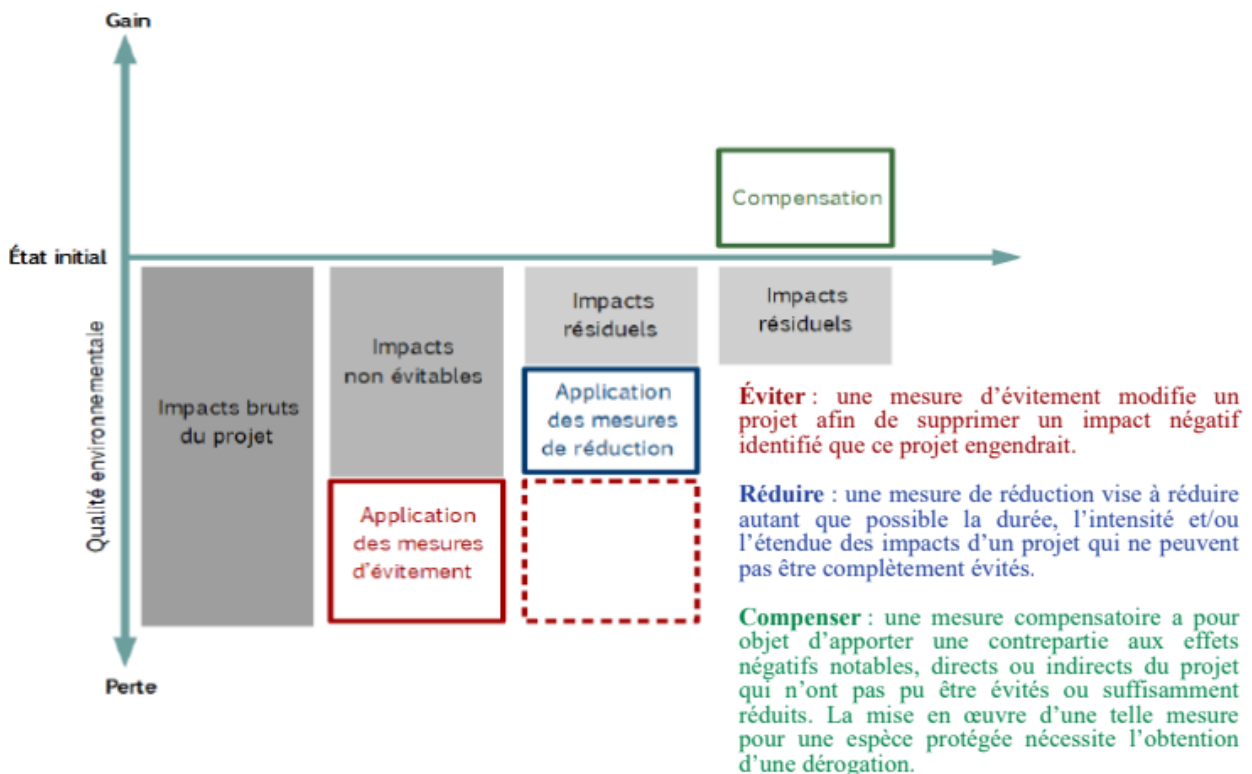 Gain
Compensation
État initial
Qualité environnementale
Impacts bruts
du projet
Impacts
non évitables
Application
des mesures
d'évitement
Impacts
résiduels
Application
des mesures
de réduction
Impacts
résiduels
Perte
Éviter : une mesure d'évitement modifie un
projet afin de supprimer un impact négatif
identifié que ce projet engendrait.
Réduire : une mesure de réduction vise à réduire
autant que possible la durée, l'intensité et/ou
l'étendue des impacts d'un projet qui ne peuvent
pas être complètement évités.
Compenser : une mesure compensatoire a pour
objet d'apporter une contrepartie aux effets
négatifs notables, directs ou indirects du projet
qui n'ont pas pu être évités ou suffisamment
réduits. La mise en œuvre d'une telle mesure
pour une espèce protégée nécessite l'obtention
d'une dérogation.